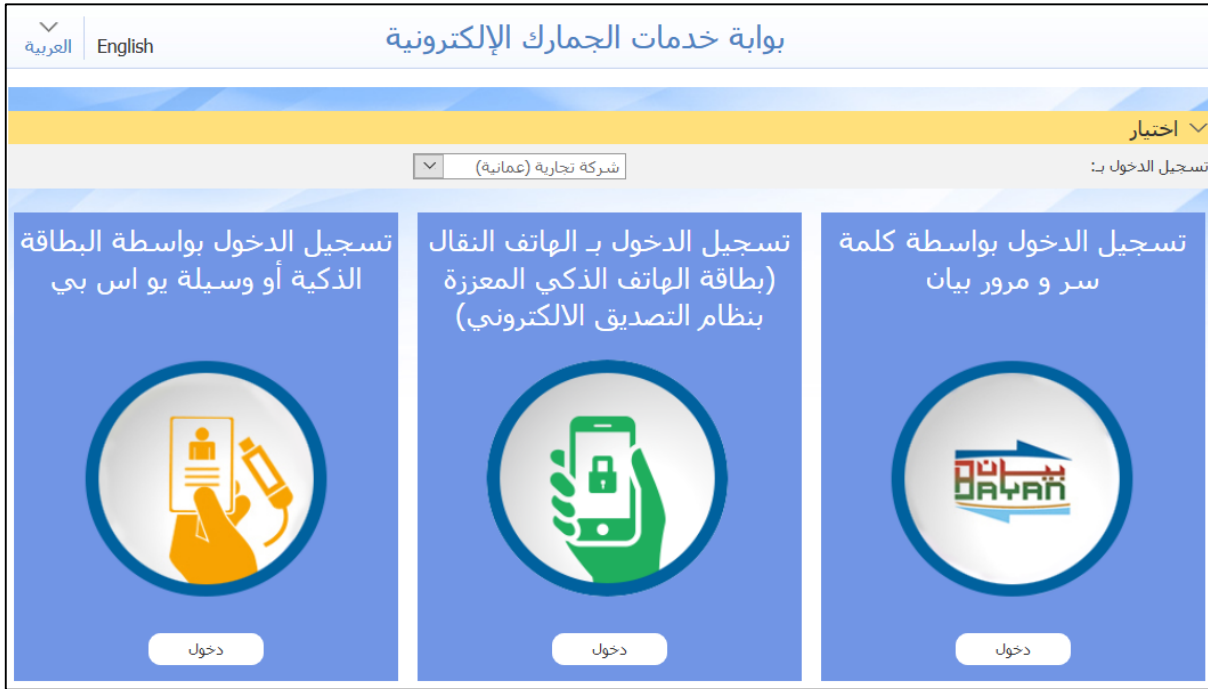 بوابة خدمات الجمارك الإلكترونية
English
العربية
اختيار
تسجيل الدخول بـ:
شركة تجارية (عمانية)
تسجيل الدخول بواسطة كلمة
سر و مرور بيان
بيان
BAYAN
دخول
تسجيل الدخول بـ الهاتف النقال
(بطاقة الهاتف الذكي المعززة
بنظام التصديق الالكتروني)
دخول
تسجيل الدخول بواسطة البطاقة
الذكية أو وسيلة يو اس بي
دخول